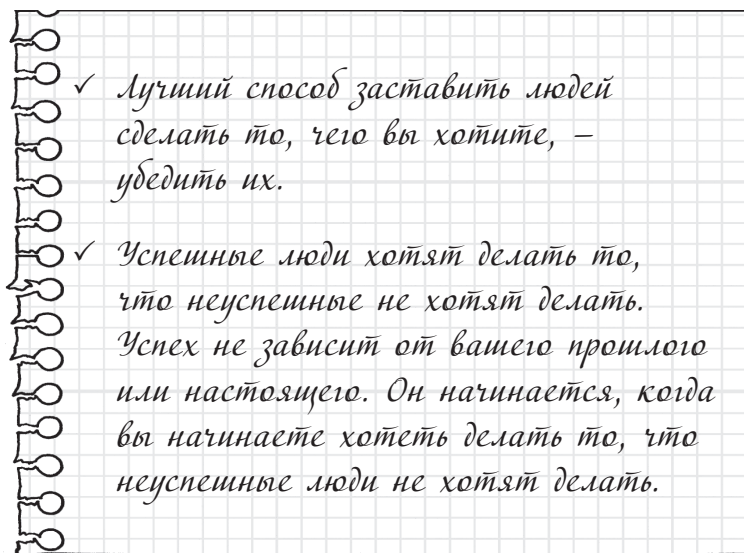 ✓ Лучший способ заставить людей
сделать то, чего вы хотите, –
убедить их.
✓ Успешные люди хотят делать то,
что неуспешные не хотят делать.
Успех не зависит от вашего прошлого
или настоящего. Он начинается, когда
вы начинаете хотеть делать то, что
неуспешные люди не хотят делать.